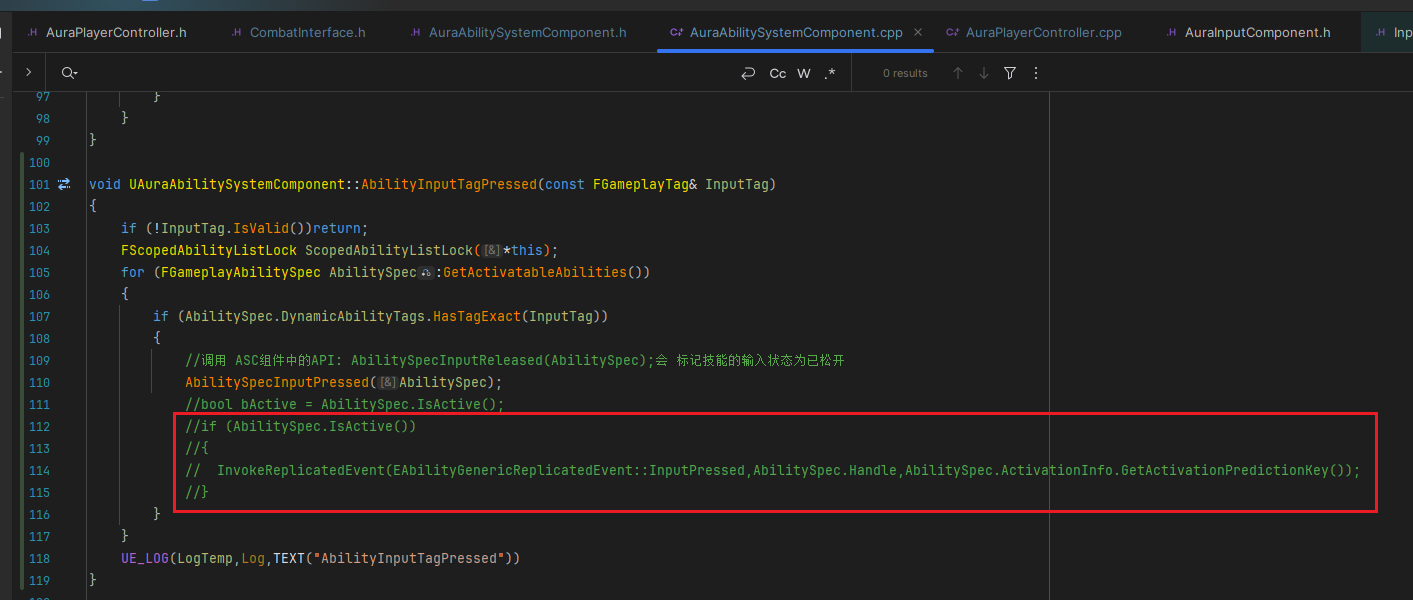 AuraPlayerController.h
CombatInterface.h
AuraAbilitySystemComponent.h
AuraAbilitySystemComponent.cpp
AuraPlayerController.cpp
AuraInputComponent.h
Inp
Cc W .*
0 results
97 }
98 }
99 }
100
101 void UAuraAbilitySystemComponent::AbilityInputTagPressed(const FGameplayTag& InputTag)
102 {
103 if (!InputTag.IsValid())return;
104 FScopedAbilityListLock ScopedAbilityListLock([&]*this);
105 for (FGameplayAbilitySpec AbilitySpec :GetActivatableAbilities())
106 {
107 if (AbilitySpec.DynamicAbilityTags.HasTagExact(InputTag))
108 {
109 //调用 ASC组件中的API: AbilitySpecInputReleased(AbilitySpec);会 标记技能的输入状态为已松开
110 AbilitySpecInputPressed([&]AbilitySpec);
111 //bool bActive = AbilitySpec.IsActive();
112 //if (AbilitySpec.IsActive())
113 //{
114 // InvokeReplicatedEvent(EAbilityGenericReplicatedEvent::InputPressed,AbilitySpec.Handle,AbilitySpec.ActivationInfo.GetActivationPredictionKey());
115 //}
116 }
117 }
118 UE_LOG(LogTemp,Log,TEXT("AbilityInputTagPressed"))
119 }